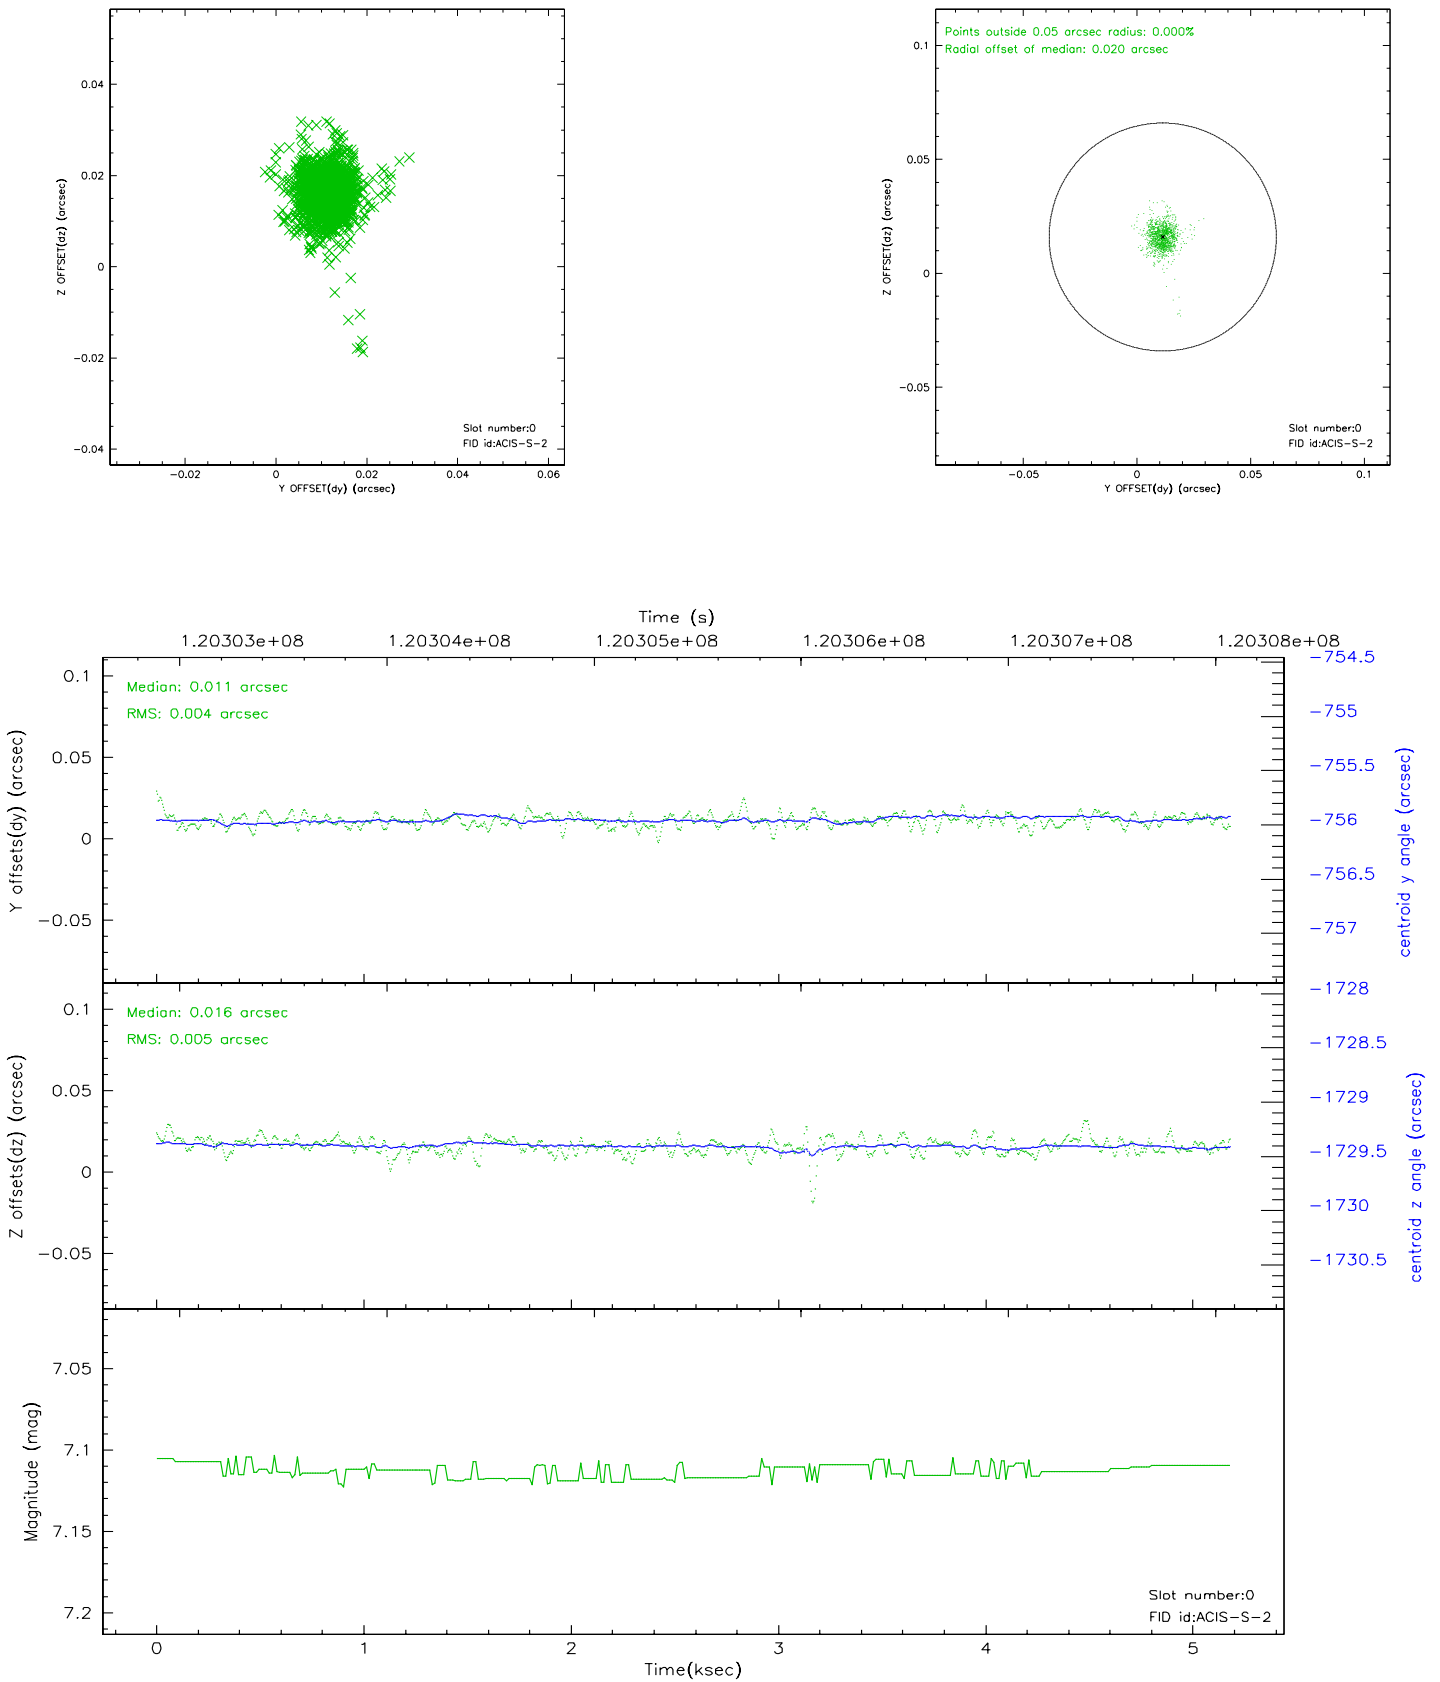 0.04
0.02
0
−0.02
−0.04
Z OFFSET(dz) (arcsec)
Slot number:0
FID id:ACIS−S−2
−0.02 0 0.02 0.04 0.06
Y OFFSET(dy) (arcsec)
Points outside 0.05 arcsec radius: 0.000%
Radial offset of median: 0.020 arcsec
0.1
0.05
0
−0.05
Z OFFSET(dz) (arcsec)
Slot number:0
FID id:ACIS−S−2
−0.05 0 0.05 0.1
Y OFFSET(dy) (arcsec)
Time (s)
1.20303e+08 1.20304e+08 1.20305e+08 1.20306e+08 1.20307e+08 1.20308e+08
Median: 0.011 arcsec
RMS: 0.004 arcsec
0.1
0.05
0
−0.05
Y offsets(dy) (arcsec)
−754.5
−755
−755.5
−756
−756.5
−757
centroid y angle (arcsec)
Median: 0.016 arcsec
RMS: 0.005 arcsec
0.1
0.05
0
−0.05
Z offsets(dz) (arcsec)
−1728
−1728.5
−1729
−1729.5
−1730
−1730.5
centroid z angle (arcsec)
7.05
7.1
7.15
7.2
Magnitude (mag)
Slot number:0
FID id:ACIS−S−2
0 1 2 3 4 5
Time(ksec)